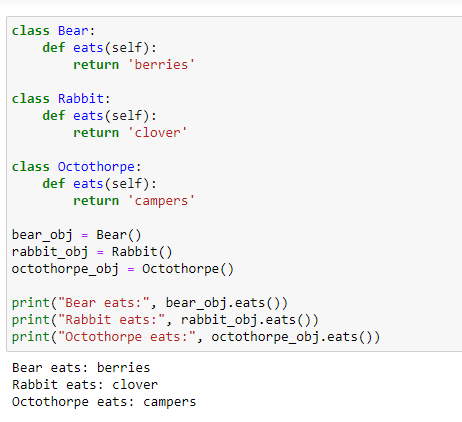 class Bear:
    def eats(self):
        return 'berries'

class Rabbit:
    def eats(self):
        return 'clover'

class Octothorpe:
    def eats(self):
        return 'campers'

bear_obj = Bear()
rabbit_obj = Rabbit()
octothorpe_obj = Octothorpe()

print("Bear eats:", bear_obj.eats())
print("Rabbit eats:", rabbit_obj.eats())
print("Octothorpe eats:", octothorpe_obj.eats())
Bear eats: berries
Rabbit eats: clover
Octothorpe eats: campers